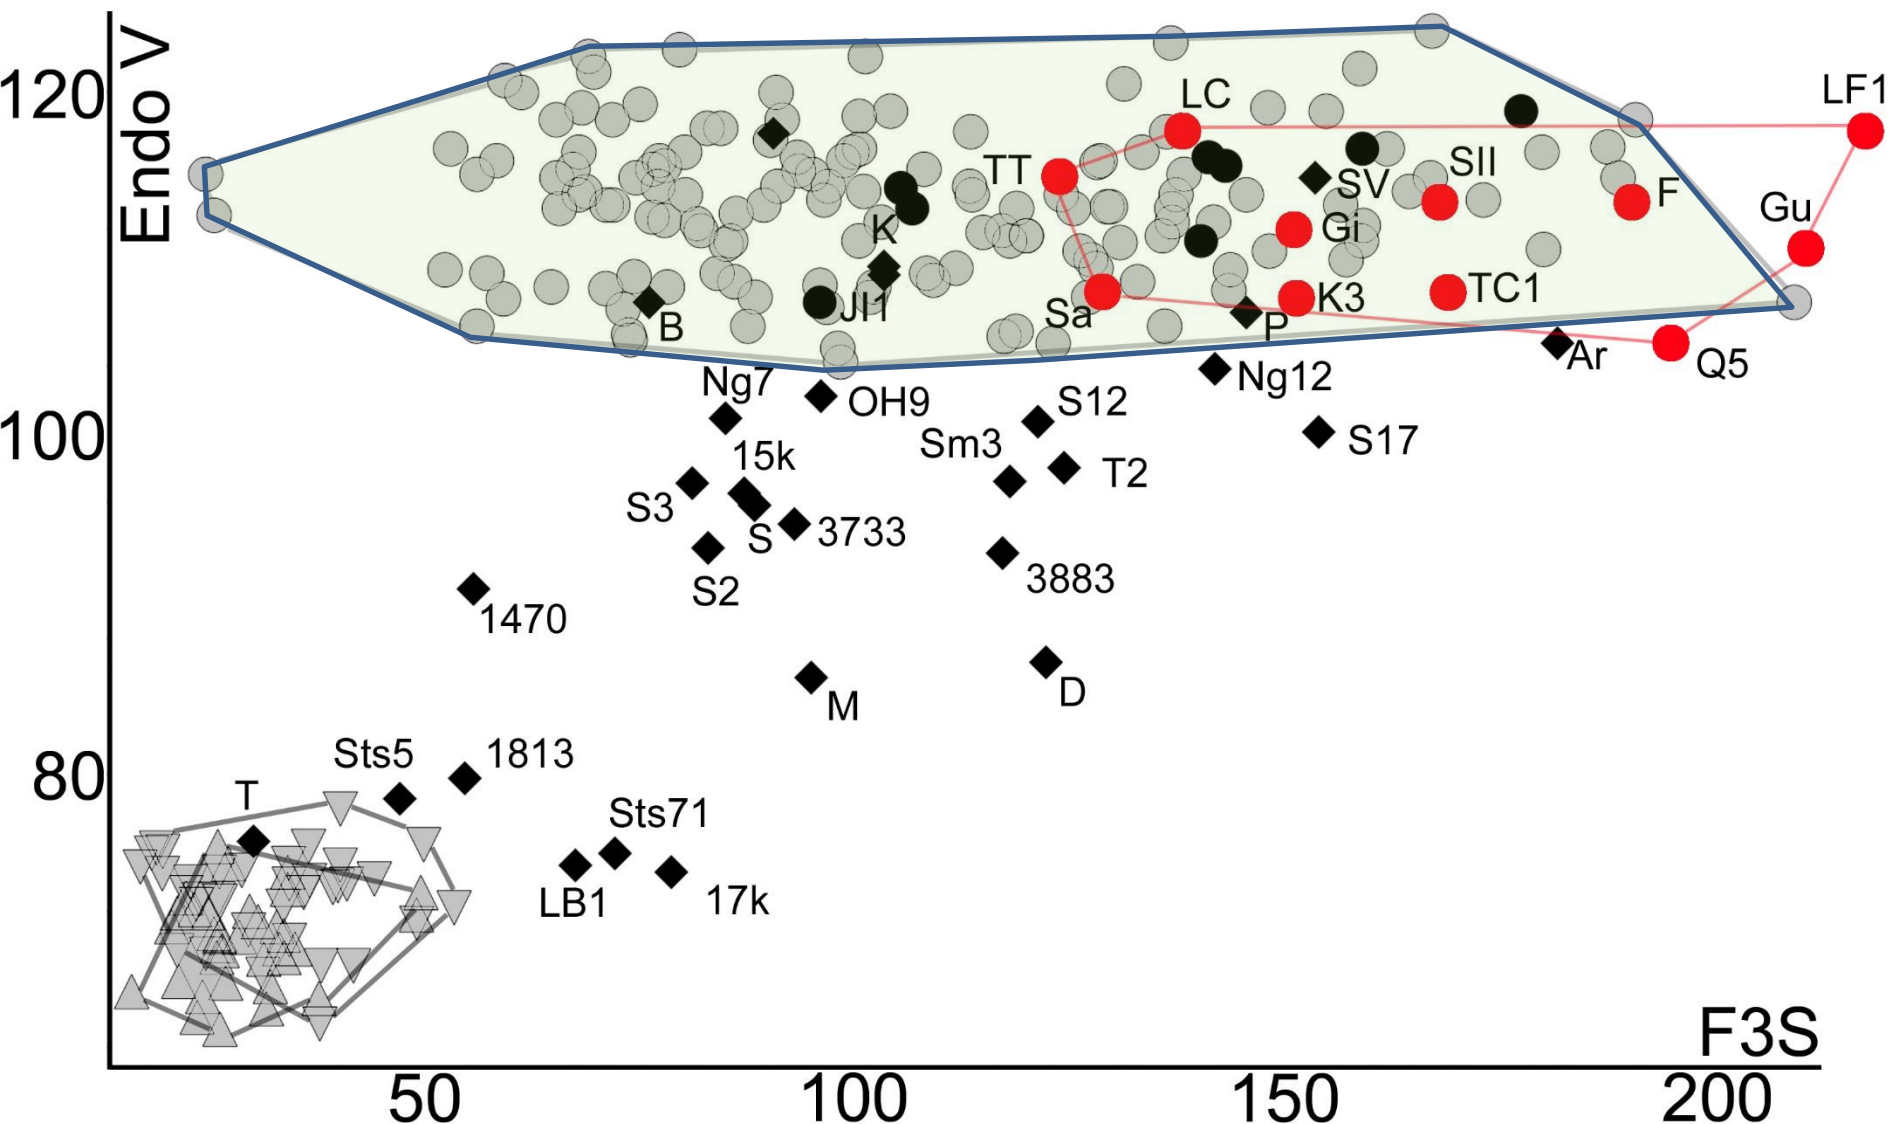 Endo V
120
100
80
LC
LF1
TT
SV
SII
F
Gu
K
Gi
Sa
JI1
B
P
K3
TC1
Ar
Q5
Ng7
OH9
Ng12
S12
Sm3
15k
T2
S17
S3
S
3733
S2
3883
1470
M
D
Sts5
1813
T
Sts71
LB1
17k
F3S
50
100
150
200